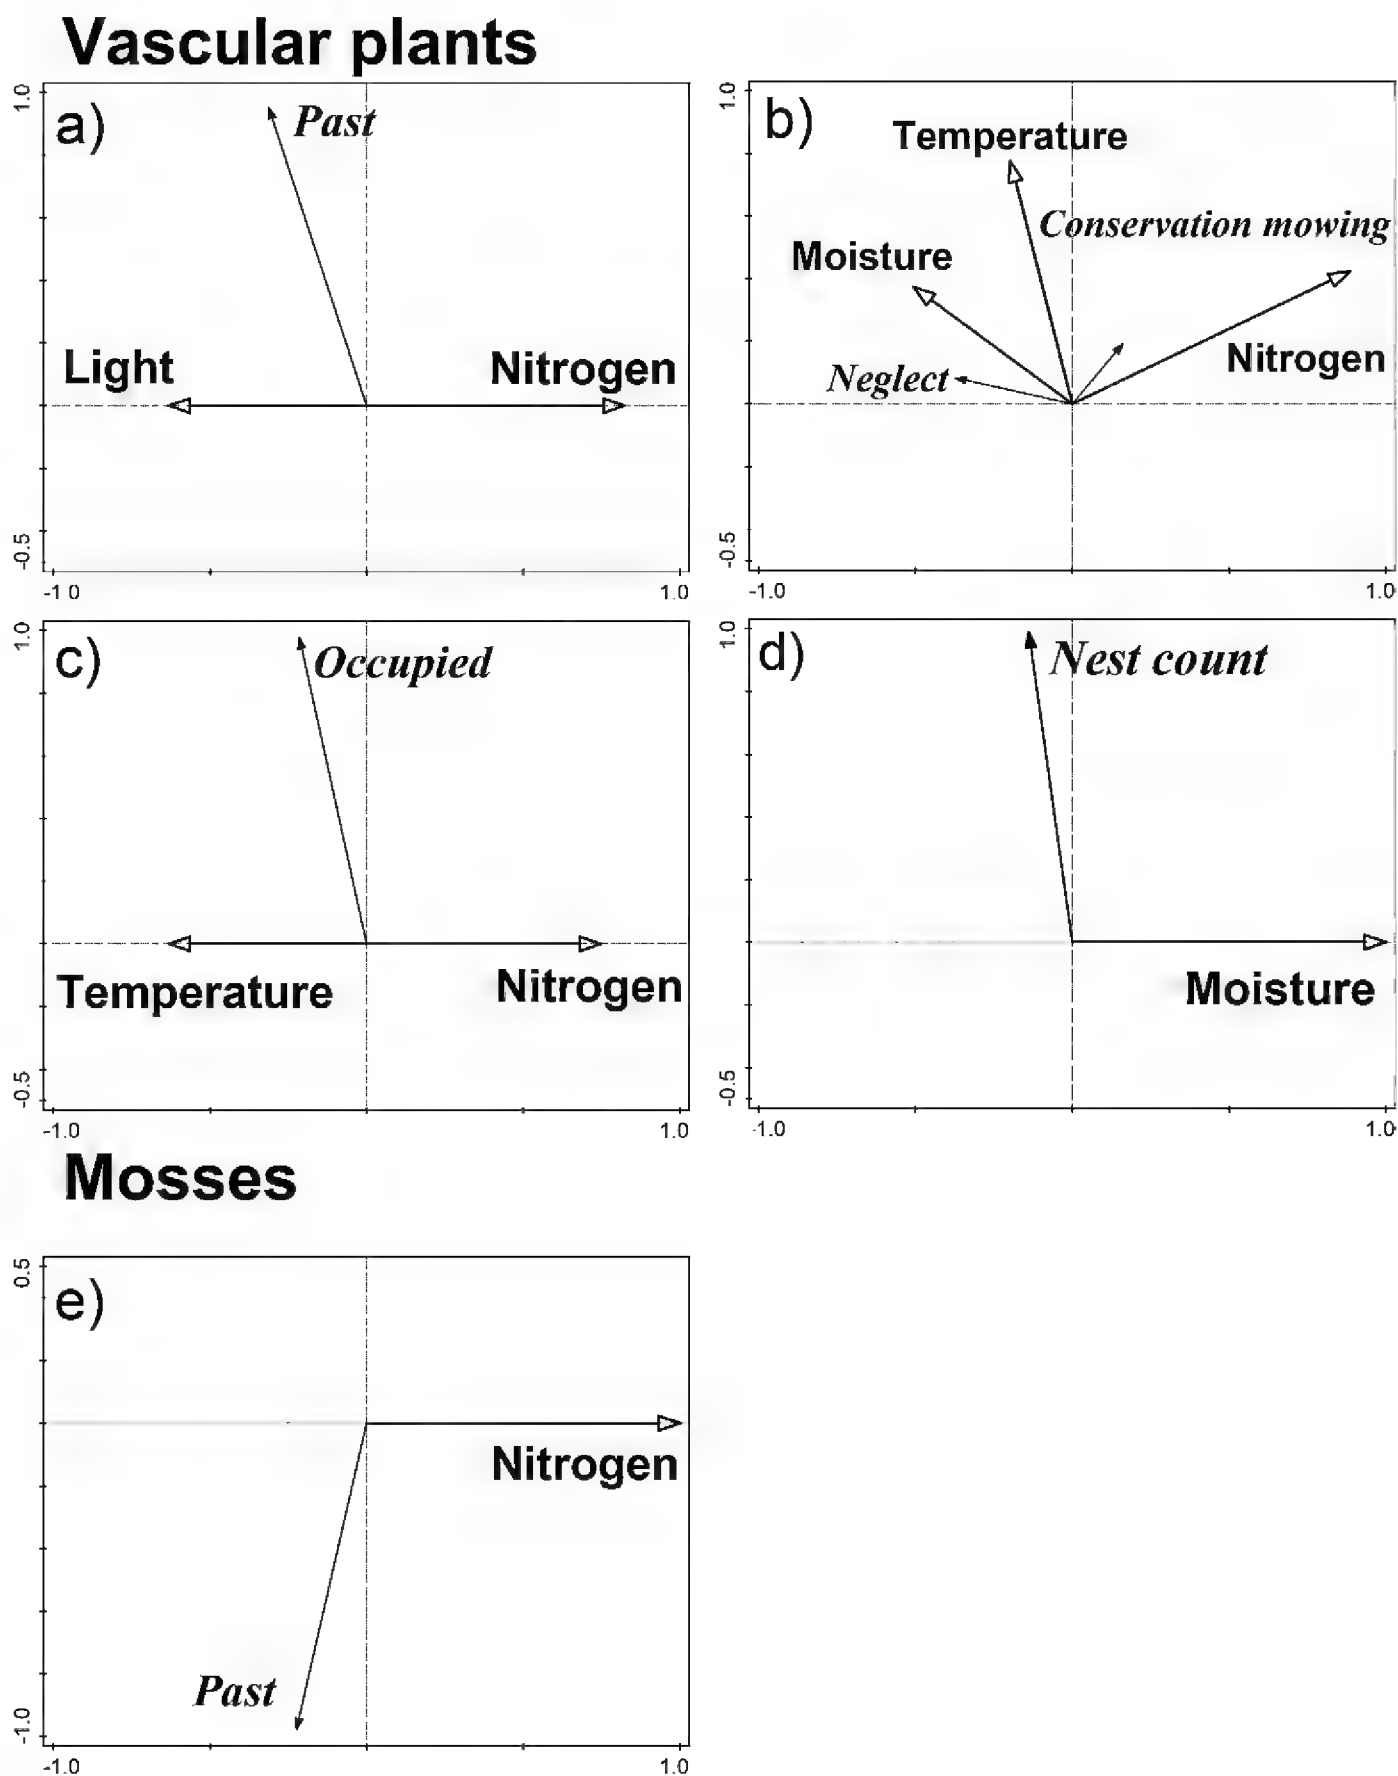 Vascular plants
a)
Past
Light
Nitrogen
1.0
-0.5
-1 0
1.0
b)
Temperature
Conservation mowing
Moisture
Neglect
Nitrogen
1.0
-0.5
-1.0
1.0
c)
Occupied
Temperature
Nitrogen
1.0
-0.5
-1.0
1.0
d)
Nest count
Moisture
1.0
-0.5
-1.0
1.0
Mosses
e)
Nitrogen
Past
0.5
-1.0
-1.0
1.0